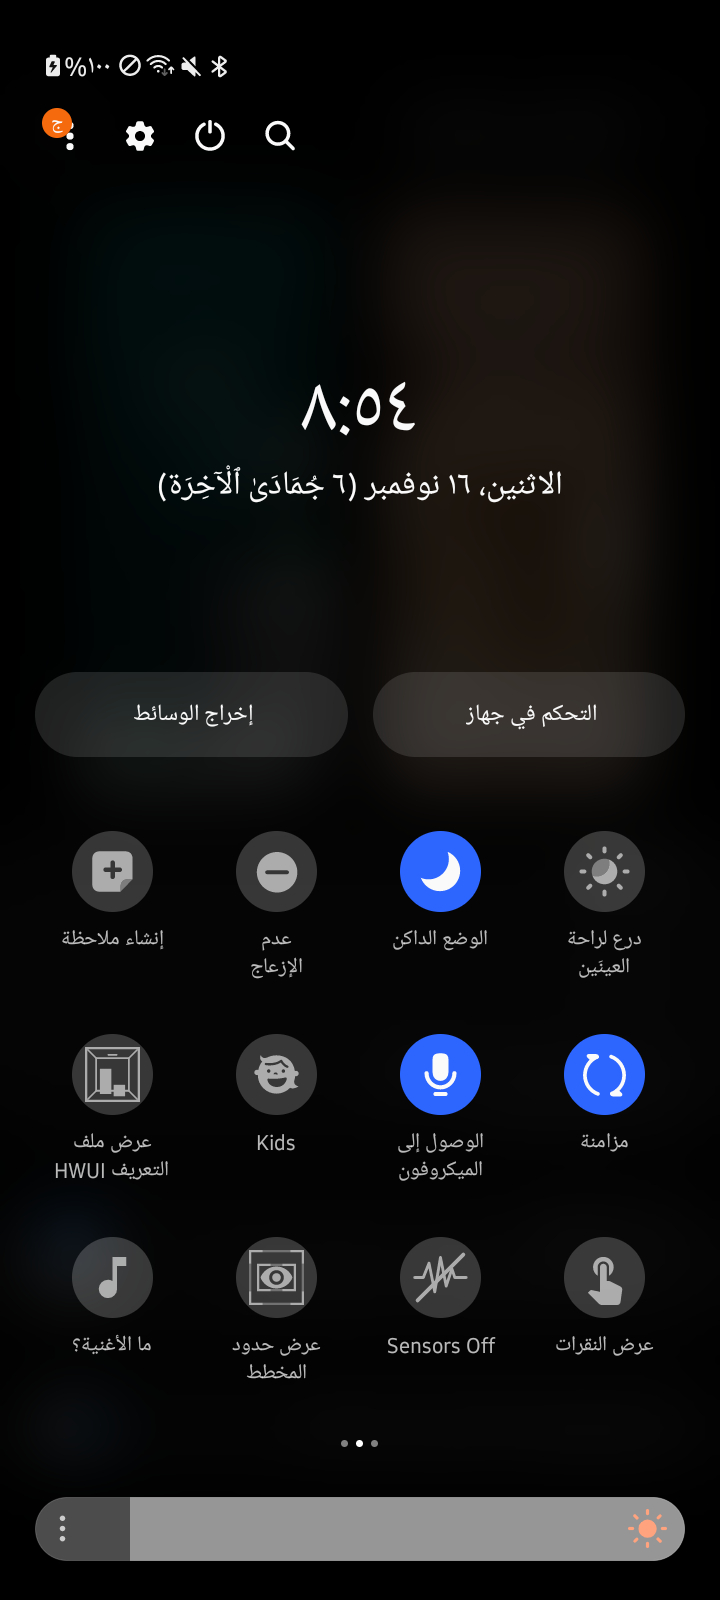 %١٠٠
ج
٨:٥٤
الاثنين، ١٦ نوفمبر (٦ جُمَادَىٰ ٱلْآخِرَة)
التحكم في جهاز
إخراج الوسائط
درع لراحة
العينَين
الوضع الداكن
عدم
الإزعاج
إنشاء ملاحظة
مزامنة
الوصول إلى
الميكروفون
Kids
عرض ملف
التعريف HWUI
عرض النقرات
Sensors Off
عرض حدود
المخطط
ما الأغنية؟